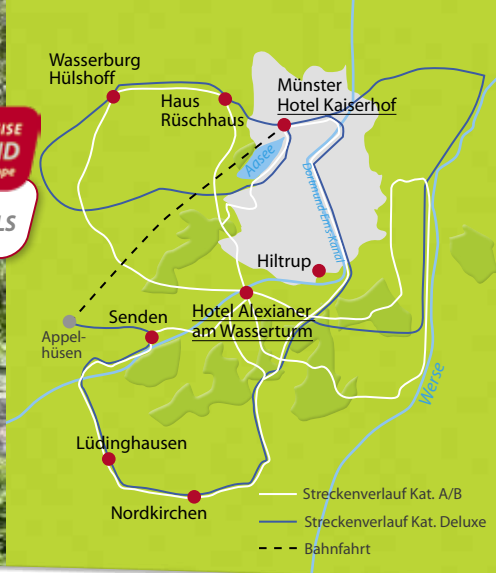 Wasserburg
Hülshoff
Haus
Rüschhaus
Münster
Hotel Kaiserhof
Aasee
Dortmund-Ems-Kanal
Hiltrup
Hotel Alexianer
am Wasserturm
Senden
Appel-
hüsen
Lüdinghausen
Nordkirchen
Werse
Streckenverlauf Kat. A/B
Streckenverlauf Kat. Deluxe
Bahnfahrt